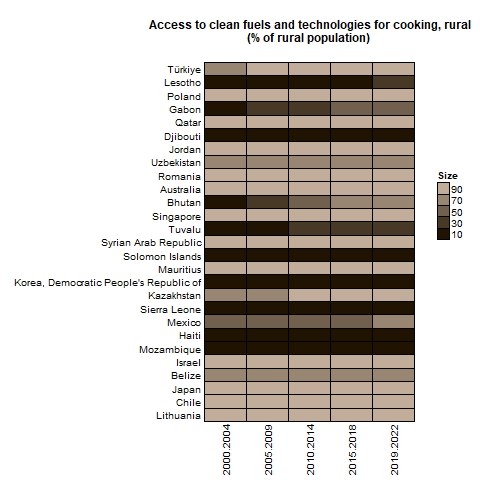 Access to clean fuels and technologies for cooking, rural
(% of rural population)
Türkiye
Lesotho
Poland
Gabon
Qatar
Djibouti
Jordan
Uzbekistan
Romania
Australia
Bhutan
Singapore
Tuvalu
Syrian Arab Republic
Solomon Islands
Mauritius
Korea, Democratic People's Republic of
Kazakhstan
Sierra Leone
Mexico
Haiti
Mozambique
Israel
Belize
Japan
Chile
Lithuania
2000.2004
2005.2009
2010.2014
2015.2018
2019.2022
Size
90
70
50
30
10